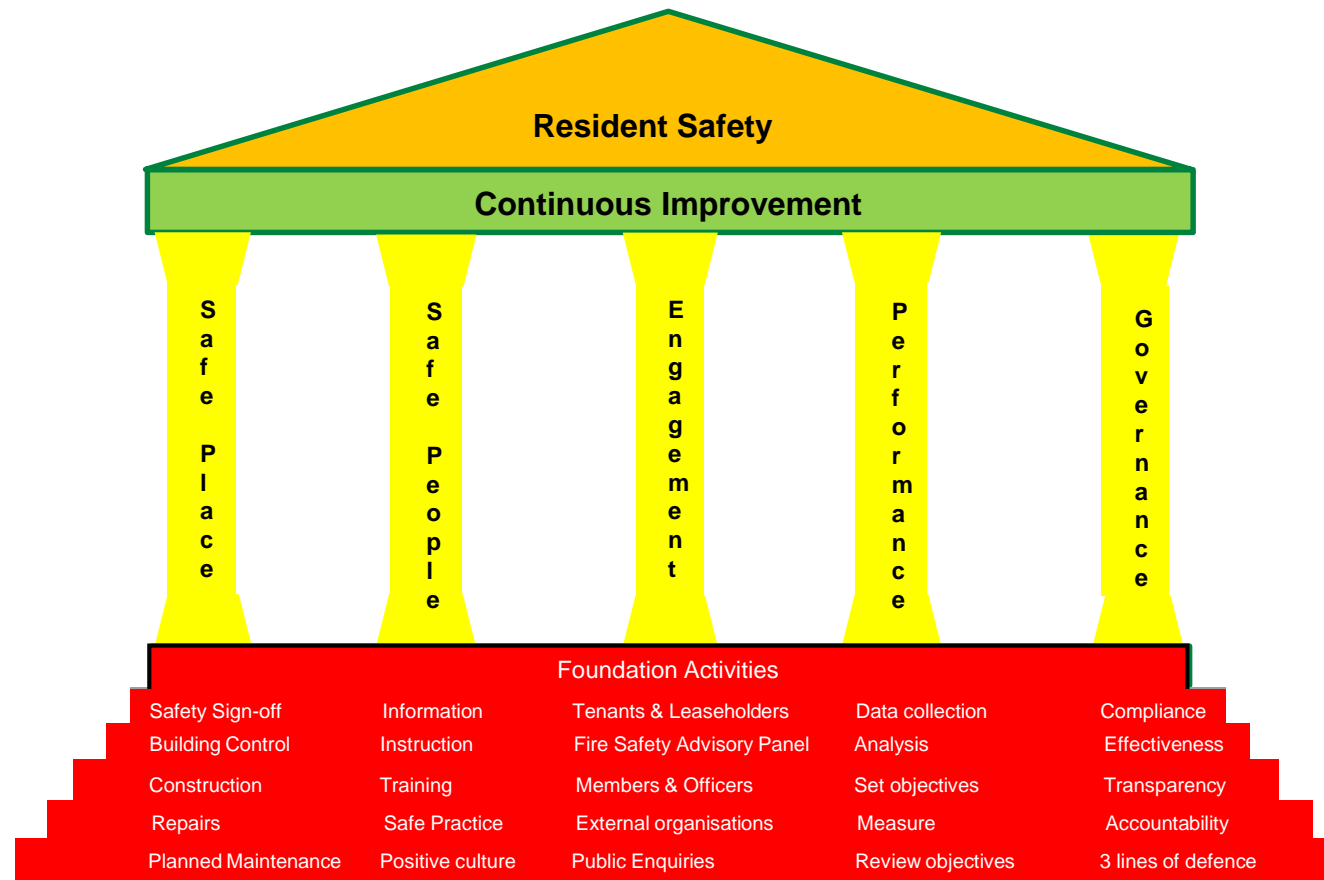 Resident Safety
Continuous Improvement
Safe Place
Safe People
Engagement
Performance
Governance
Foundation Activities
Safety Sign-off Information Tenants & Leaseholders Data collection Compliance
Building Control Instruction Fire Safety Advisory Panel Analysis Effectiveness
Construction Training Members & Officers Set objectives Transparency
Repairs Safe Practice External organisations Measure Accountability
Planned Maintenance Positive culture Public Enquiries Review objectives 3 lines of defence